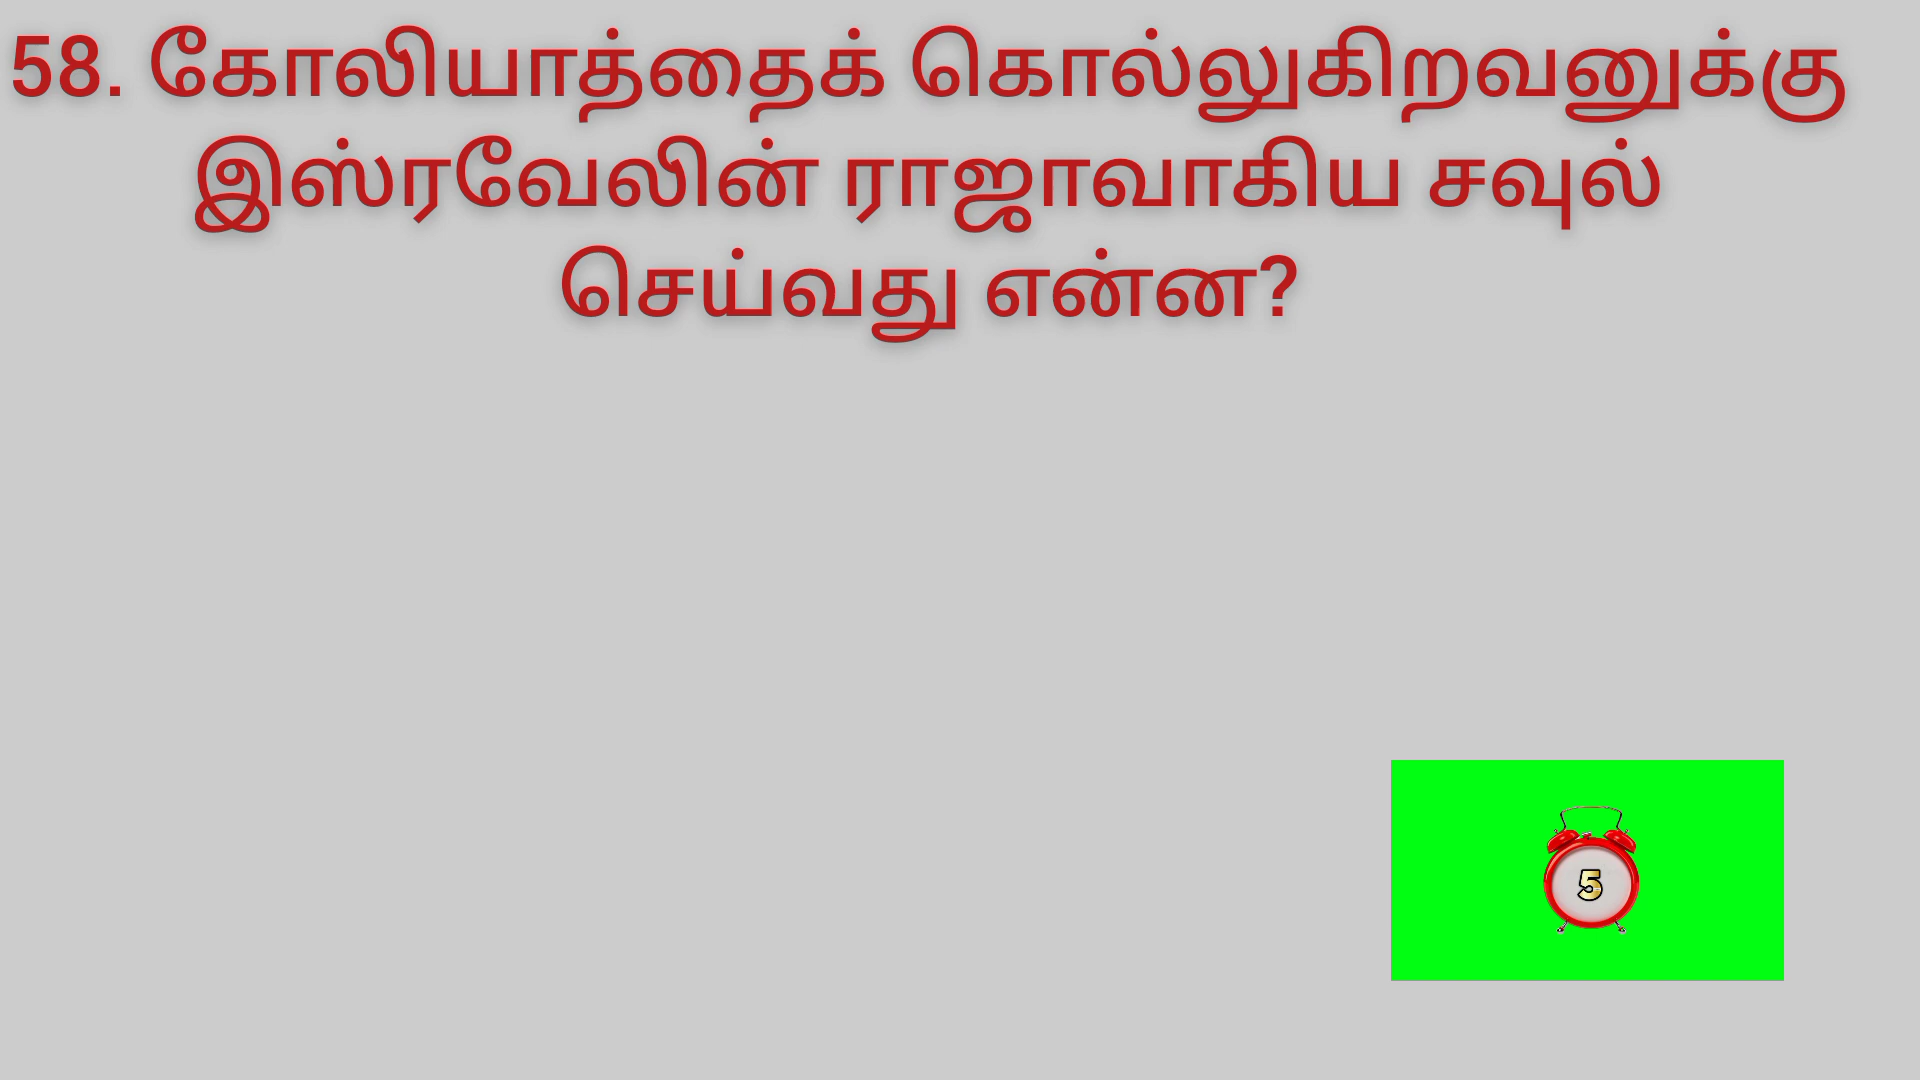 58. கோலியாத்தைக் கொல்லுகிறவனுக்கு
இஸ்ரவேலின் ராஜாவாகிய சவுல்
செய்வது என்ன?
5